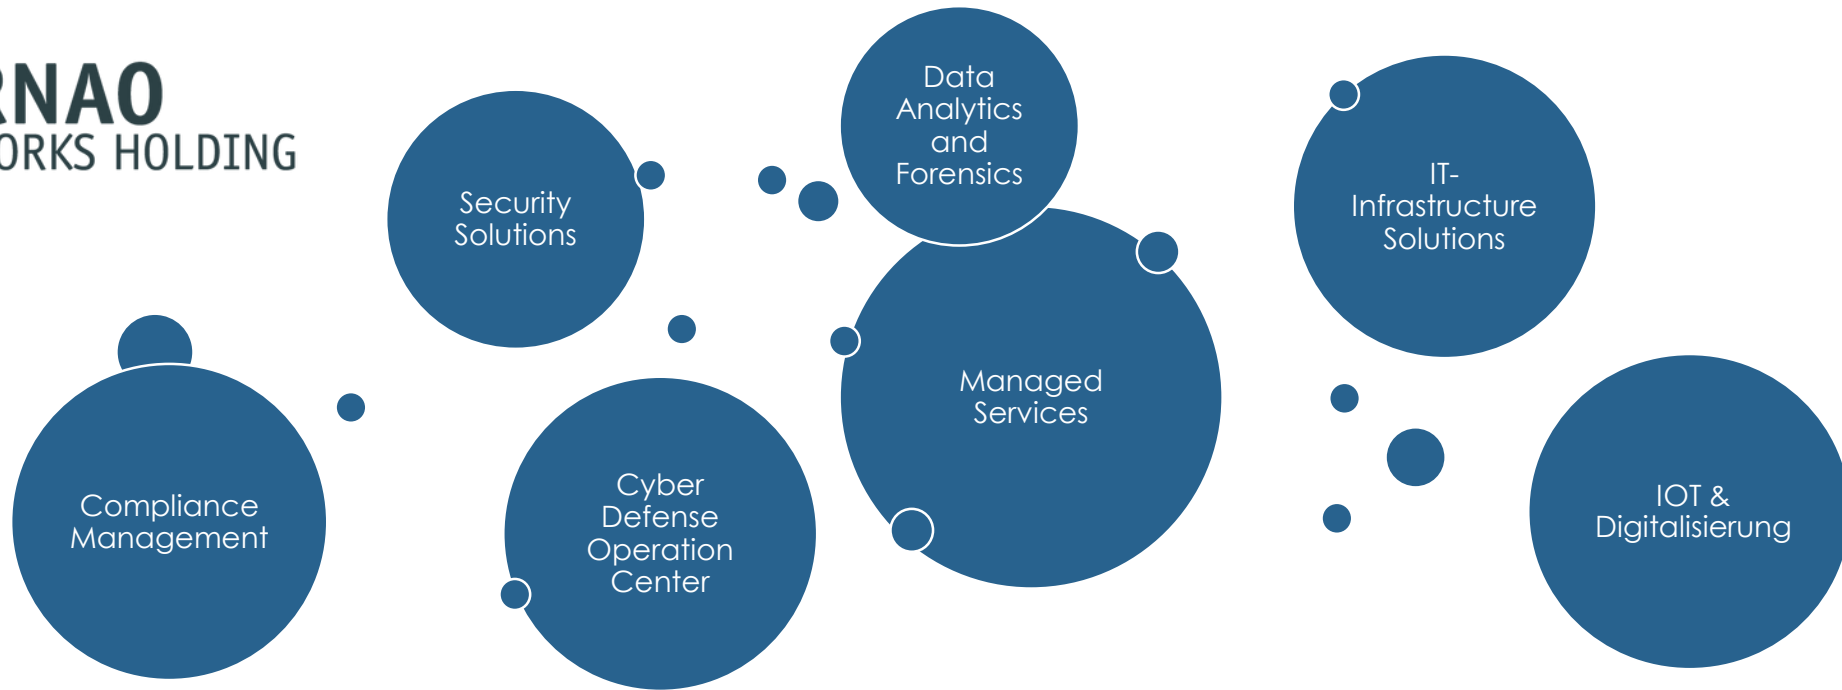 RNAO
ORKS HOLDING
Data
Analytics
and
Forensics
Security
Solutions
IT-
Infrastructure
Solutions
Managed
Services
Compliance
Management
Cyber
Defense
Operation
Center
IOT &
Digitalisierung